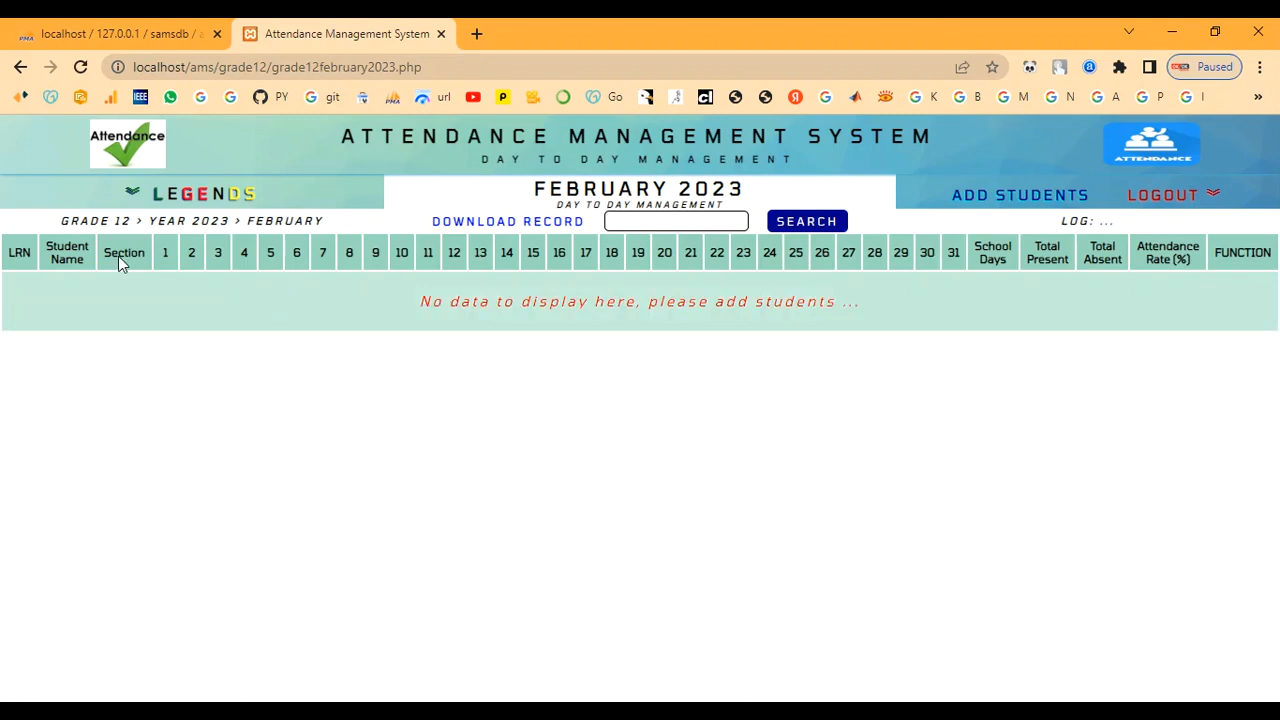 localhost / 127.0.0.1 / samsdb /
Attendance Management System
localhost/ams/grade12/grade12february2023.php
Paused
IEEE
PY
git
PMA
url
Go
K
B
M
N
A
P
I
Attendance
ATTENDANCE MANAGEMENT SYSTEM
DAY TO DAY MANAGEMENT
ATTENDANCE
LEGENDS
FEBRUARY 2023
DAY TO DAY MANAGEMENT
ADD STUDENTS
LOGOUT
GRADE 12 > YEAR 2023 > FEBRUARY
DOWNLOAD RECORD
SEARCH
LOG: ...
LRN Student Name Section 1 2 3 4 5 6 7 8 9 10 11 12 13 14 15 16 17 18 19 20 21 22 23 24 25 26 27 28 29 30 31 School Days Total Present Total Absent Attendance Rate (%) FUNCTION
No data to display here, please add students ...